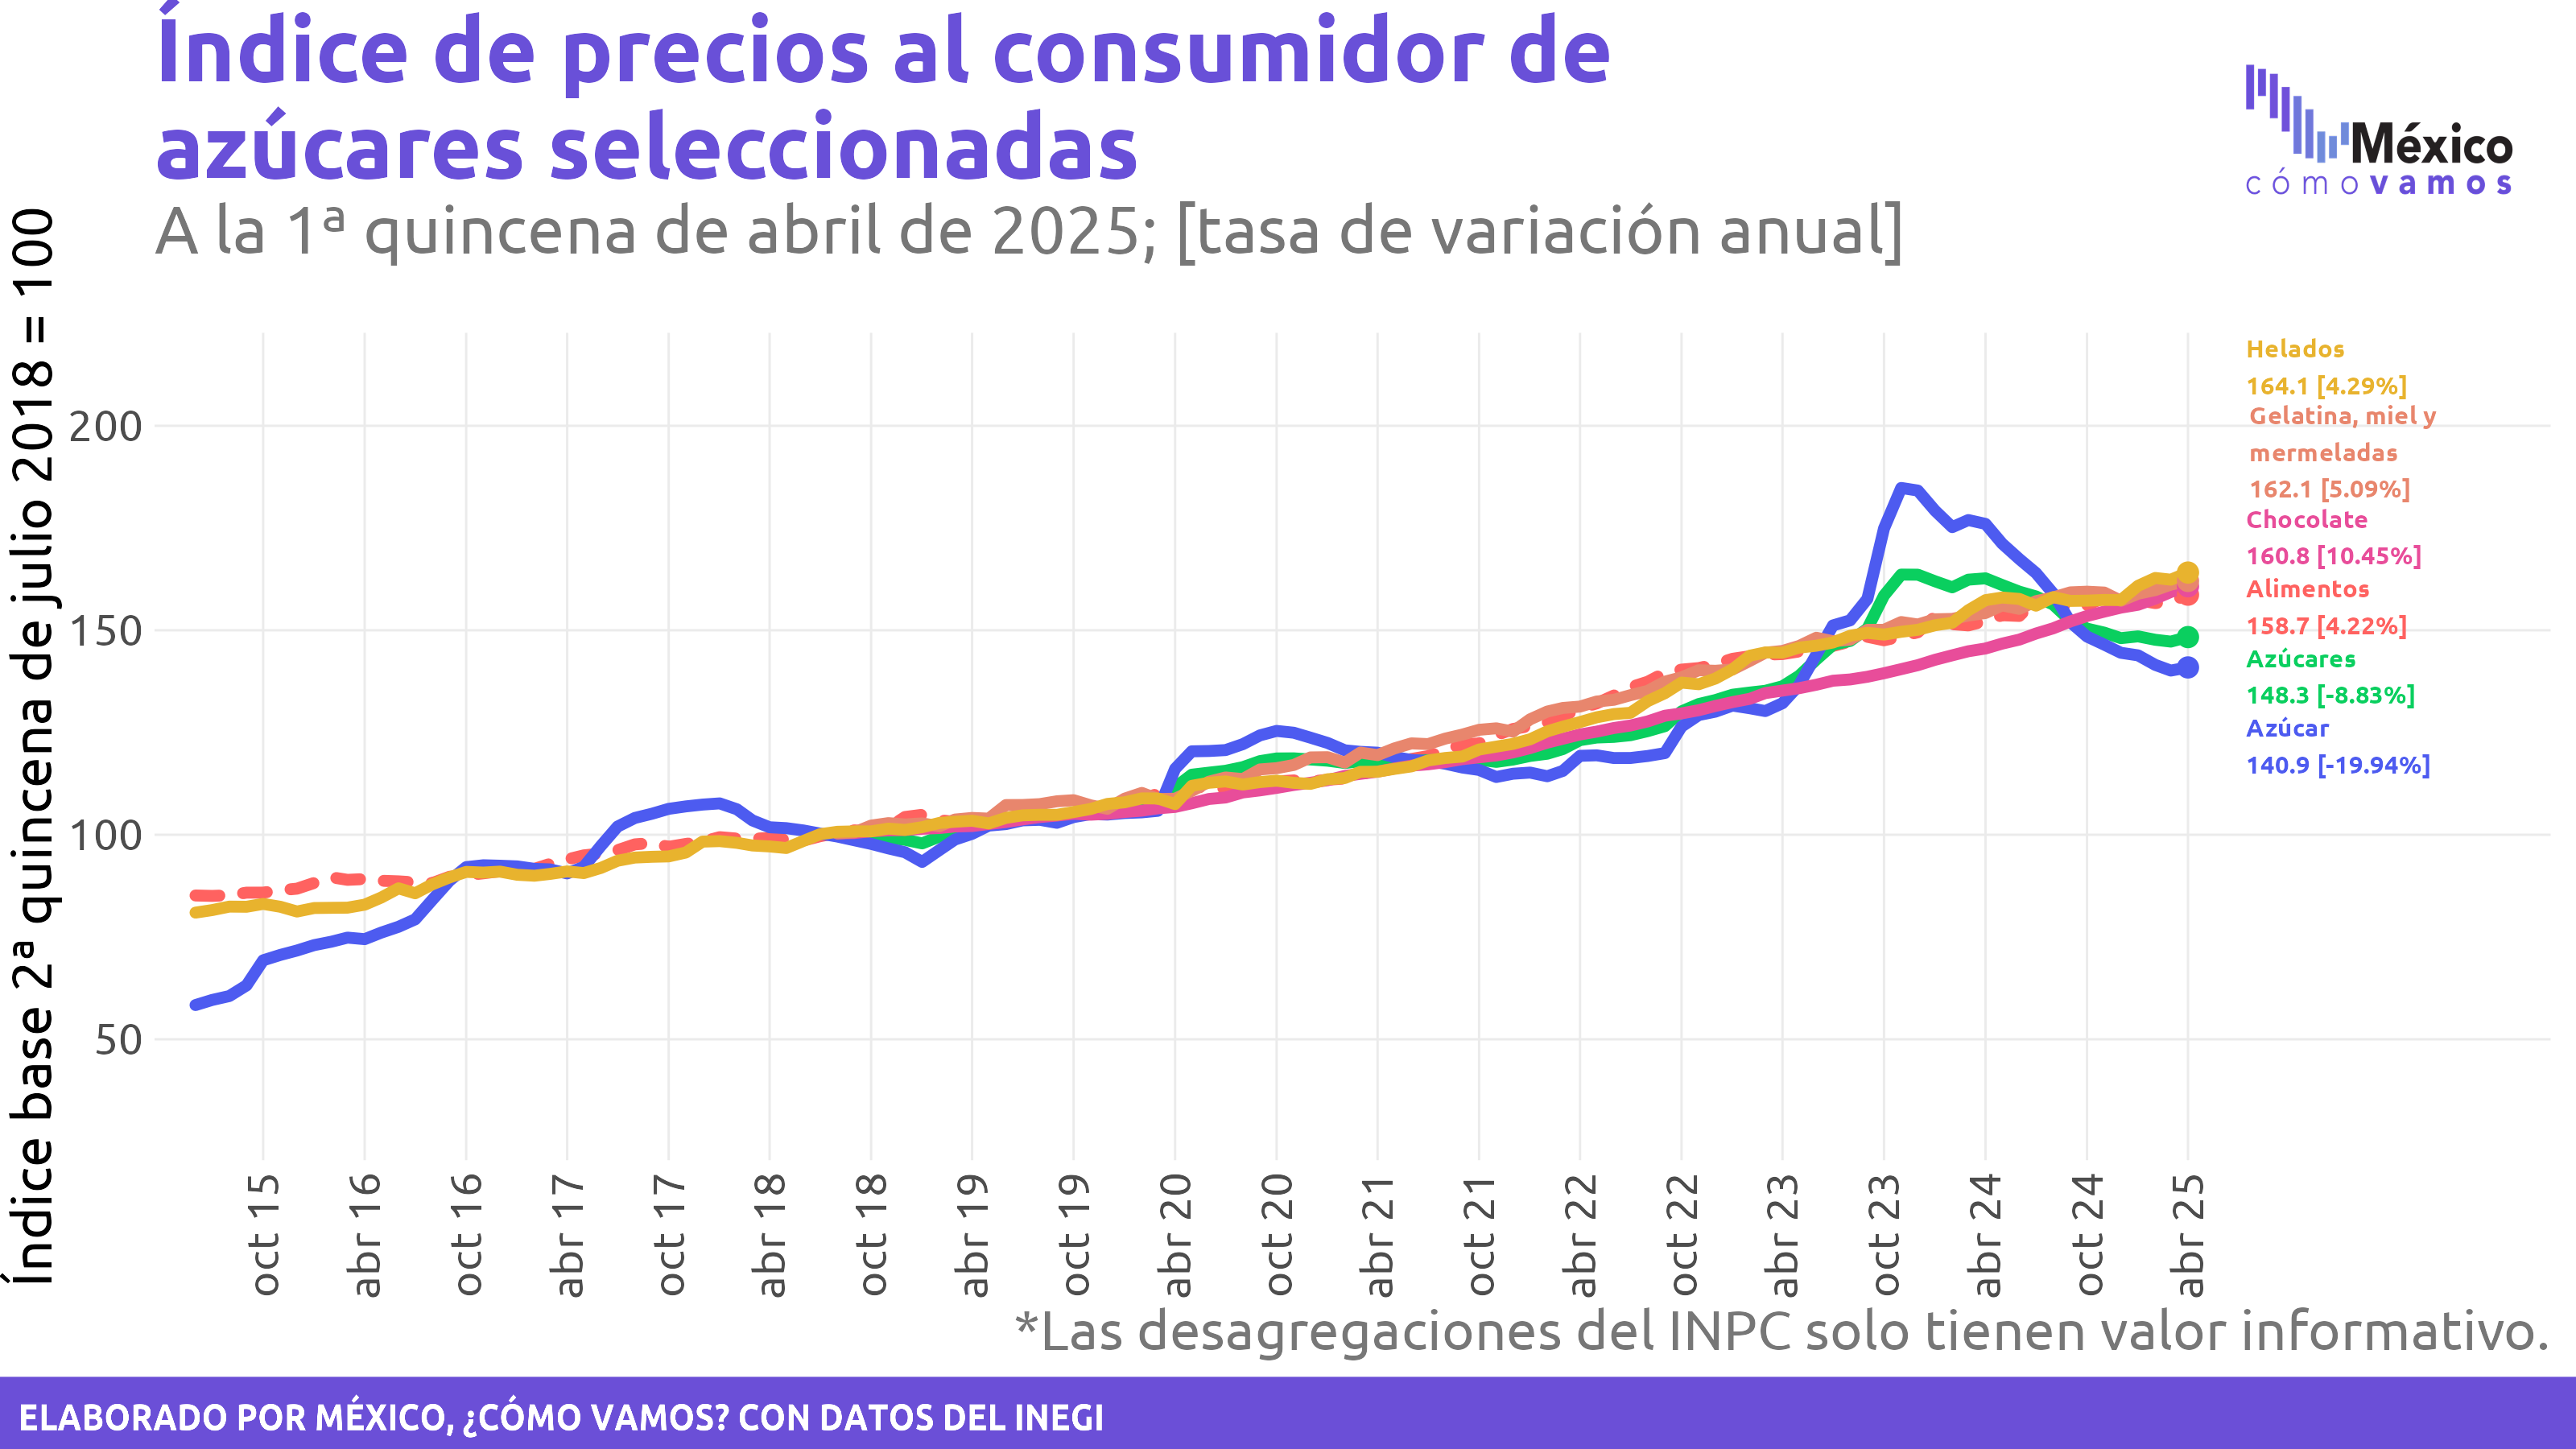 Índice de precios al consumidor de
azúcares seleccionadas
A la 1ª quincena de abril de 2025; [tasa de variación anual]
México
cómo vamos
Índice base 2ª quincena de julio 2018 = 100
200
150
100
50
Helados
164.1 [4.29%]
Gelatina, miel y
mermeladas
162.1 [5.09%]
Chocolate
160.8 [10.45%]
Alimentos
158.7 [4.22%]
Azúcares
148.3 [-8.83%]
Azúcar
140.9 [-19.94%]
oct 15
abr 16
oct 16
abr 17
oct 17
abr 18
oct 18
abr 19
oct 19
abr 20
oct 20
abr 21
oct 21
abr 22
oct 22
abr 23
oct 23
abr 24
oct 24
abr 25
*Las desagregaciones del INPC solo tienen valor informativo.
ELABORADO POR MÉXICO, ¿CÓMO VAMOS? CON DATOS DEL INEGI